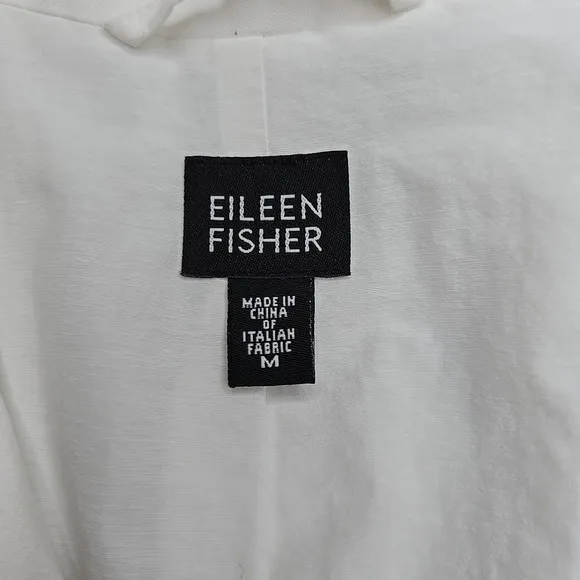 EILEEN
FISHER
MADE IN
CHINA
OF
ITALIAN
FABRIC
M